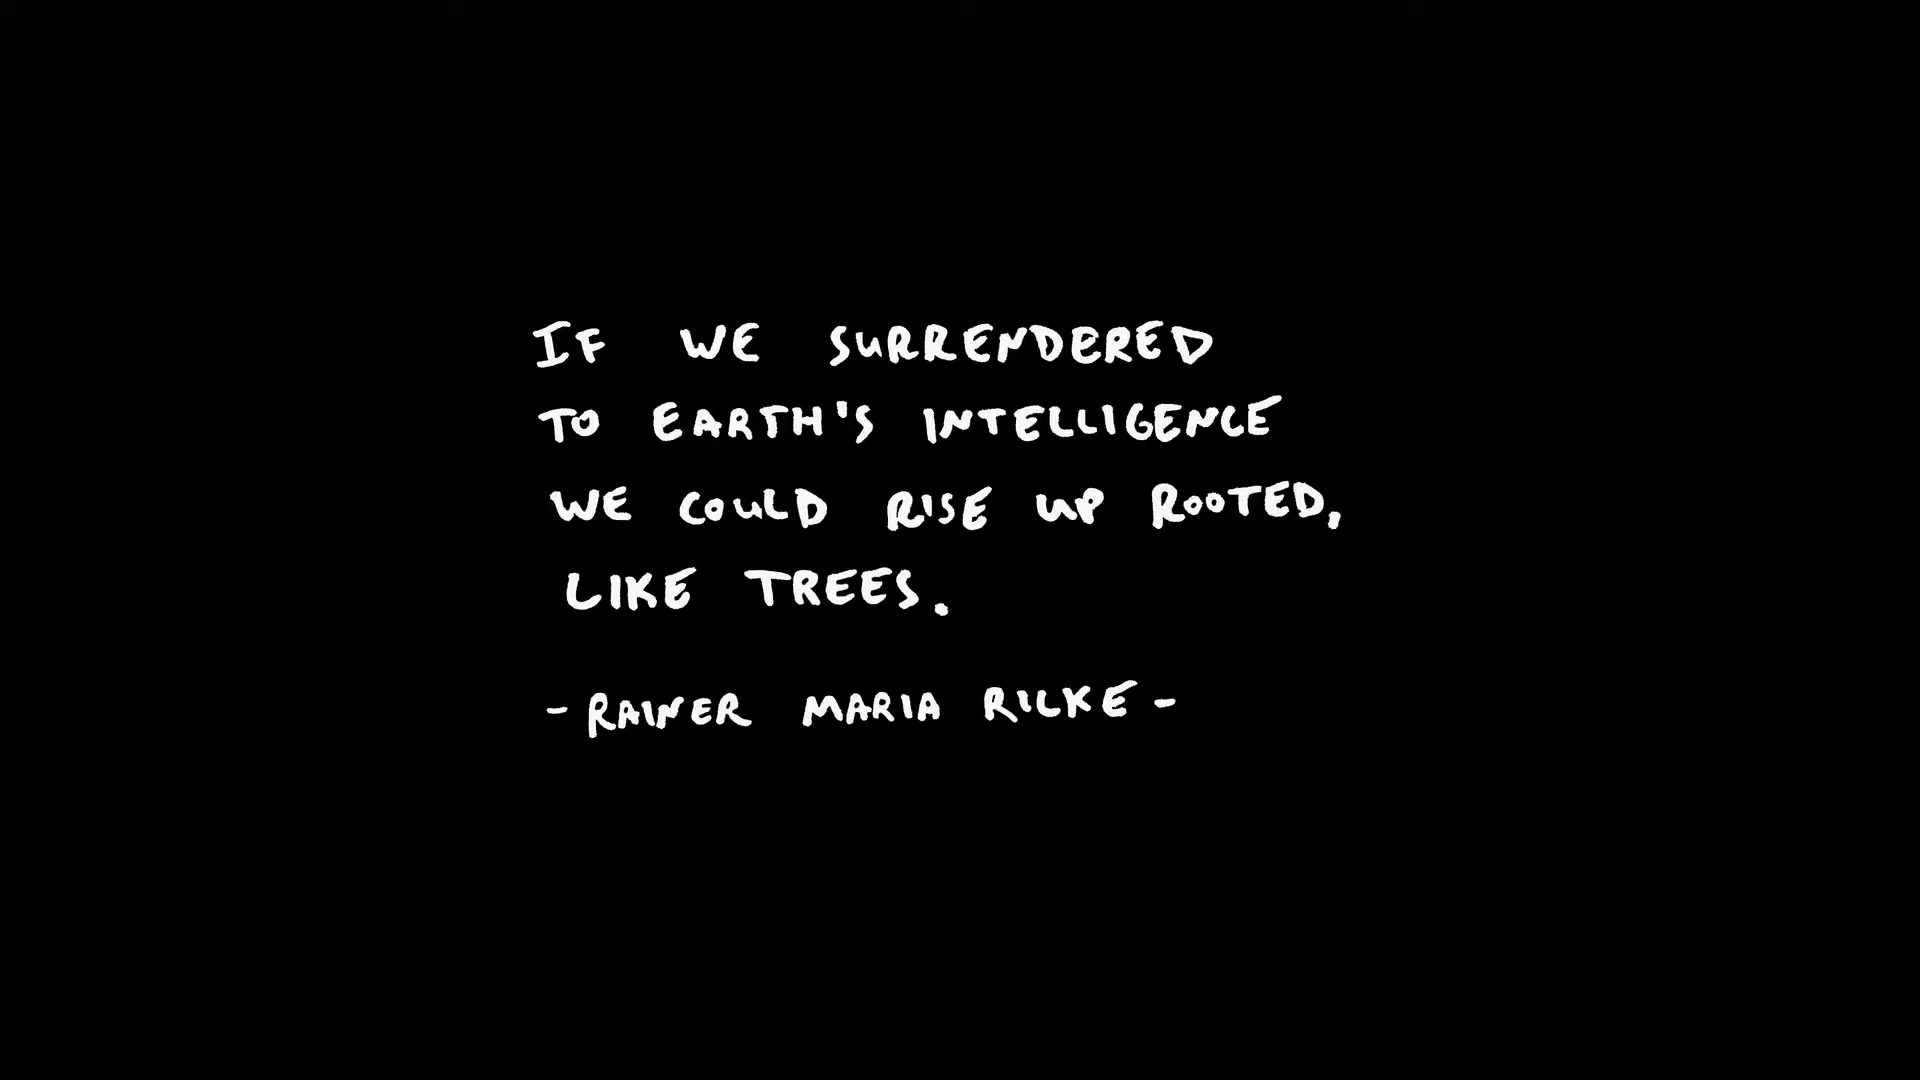 IF WE SURRENDERED
TO EARTH'S INTELLIGENCE
WE COULD RISE UP ROOTED,
LIKE TREES.
-RAINER MARIA RILKE-